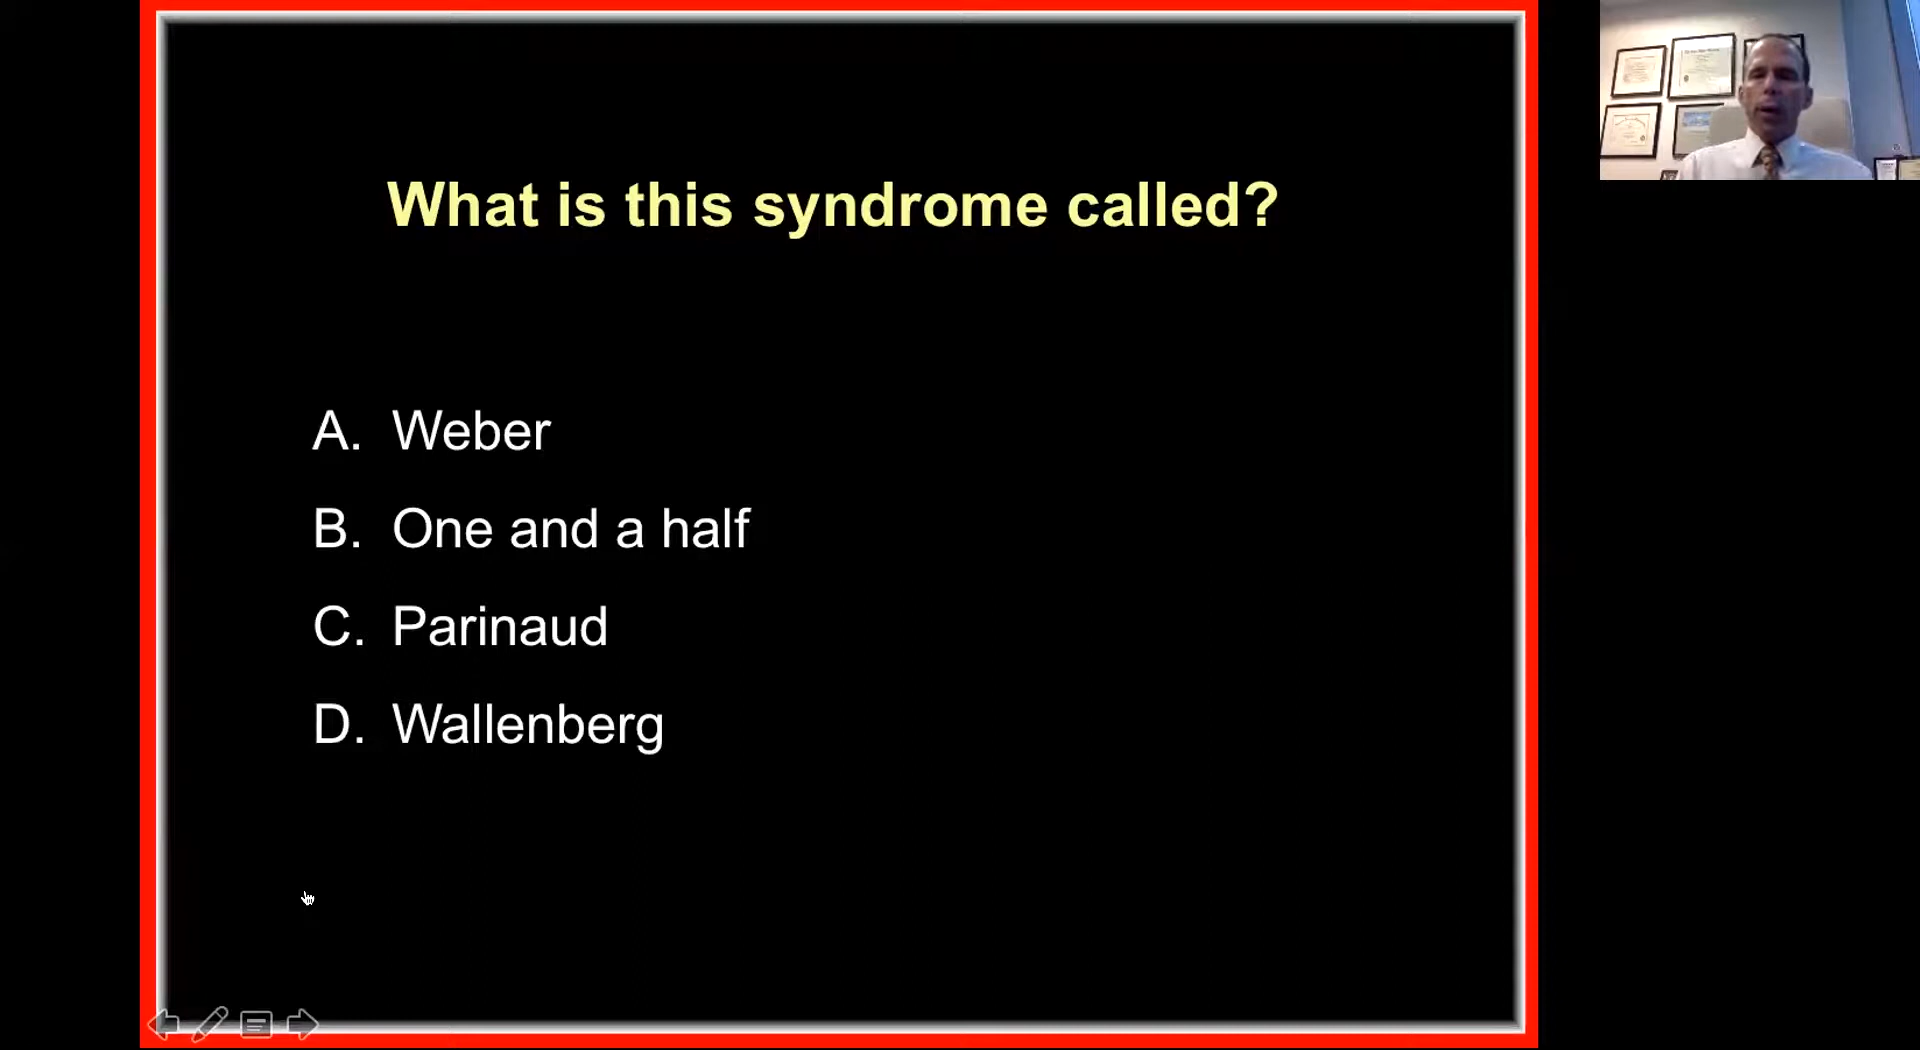 What is this syndrome called?
A. Weber
B. One and a half
C. Parinaud
D. Wallenberg